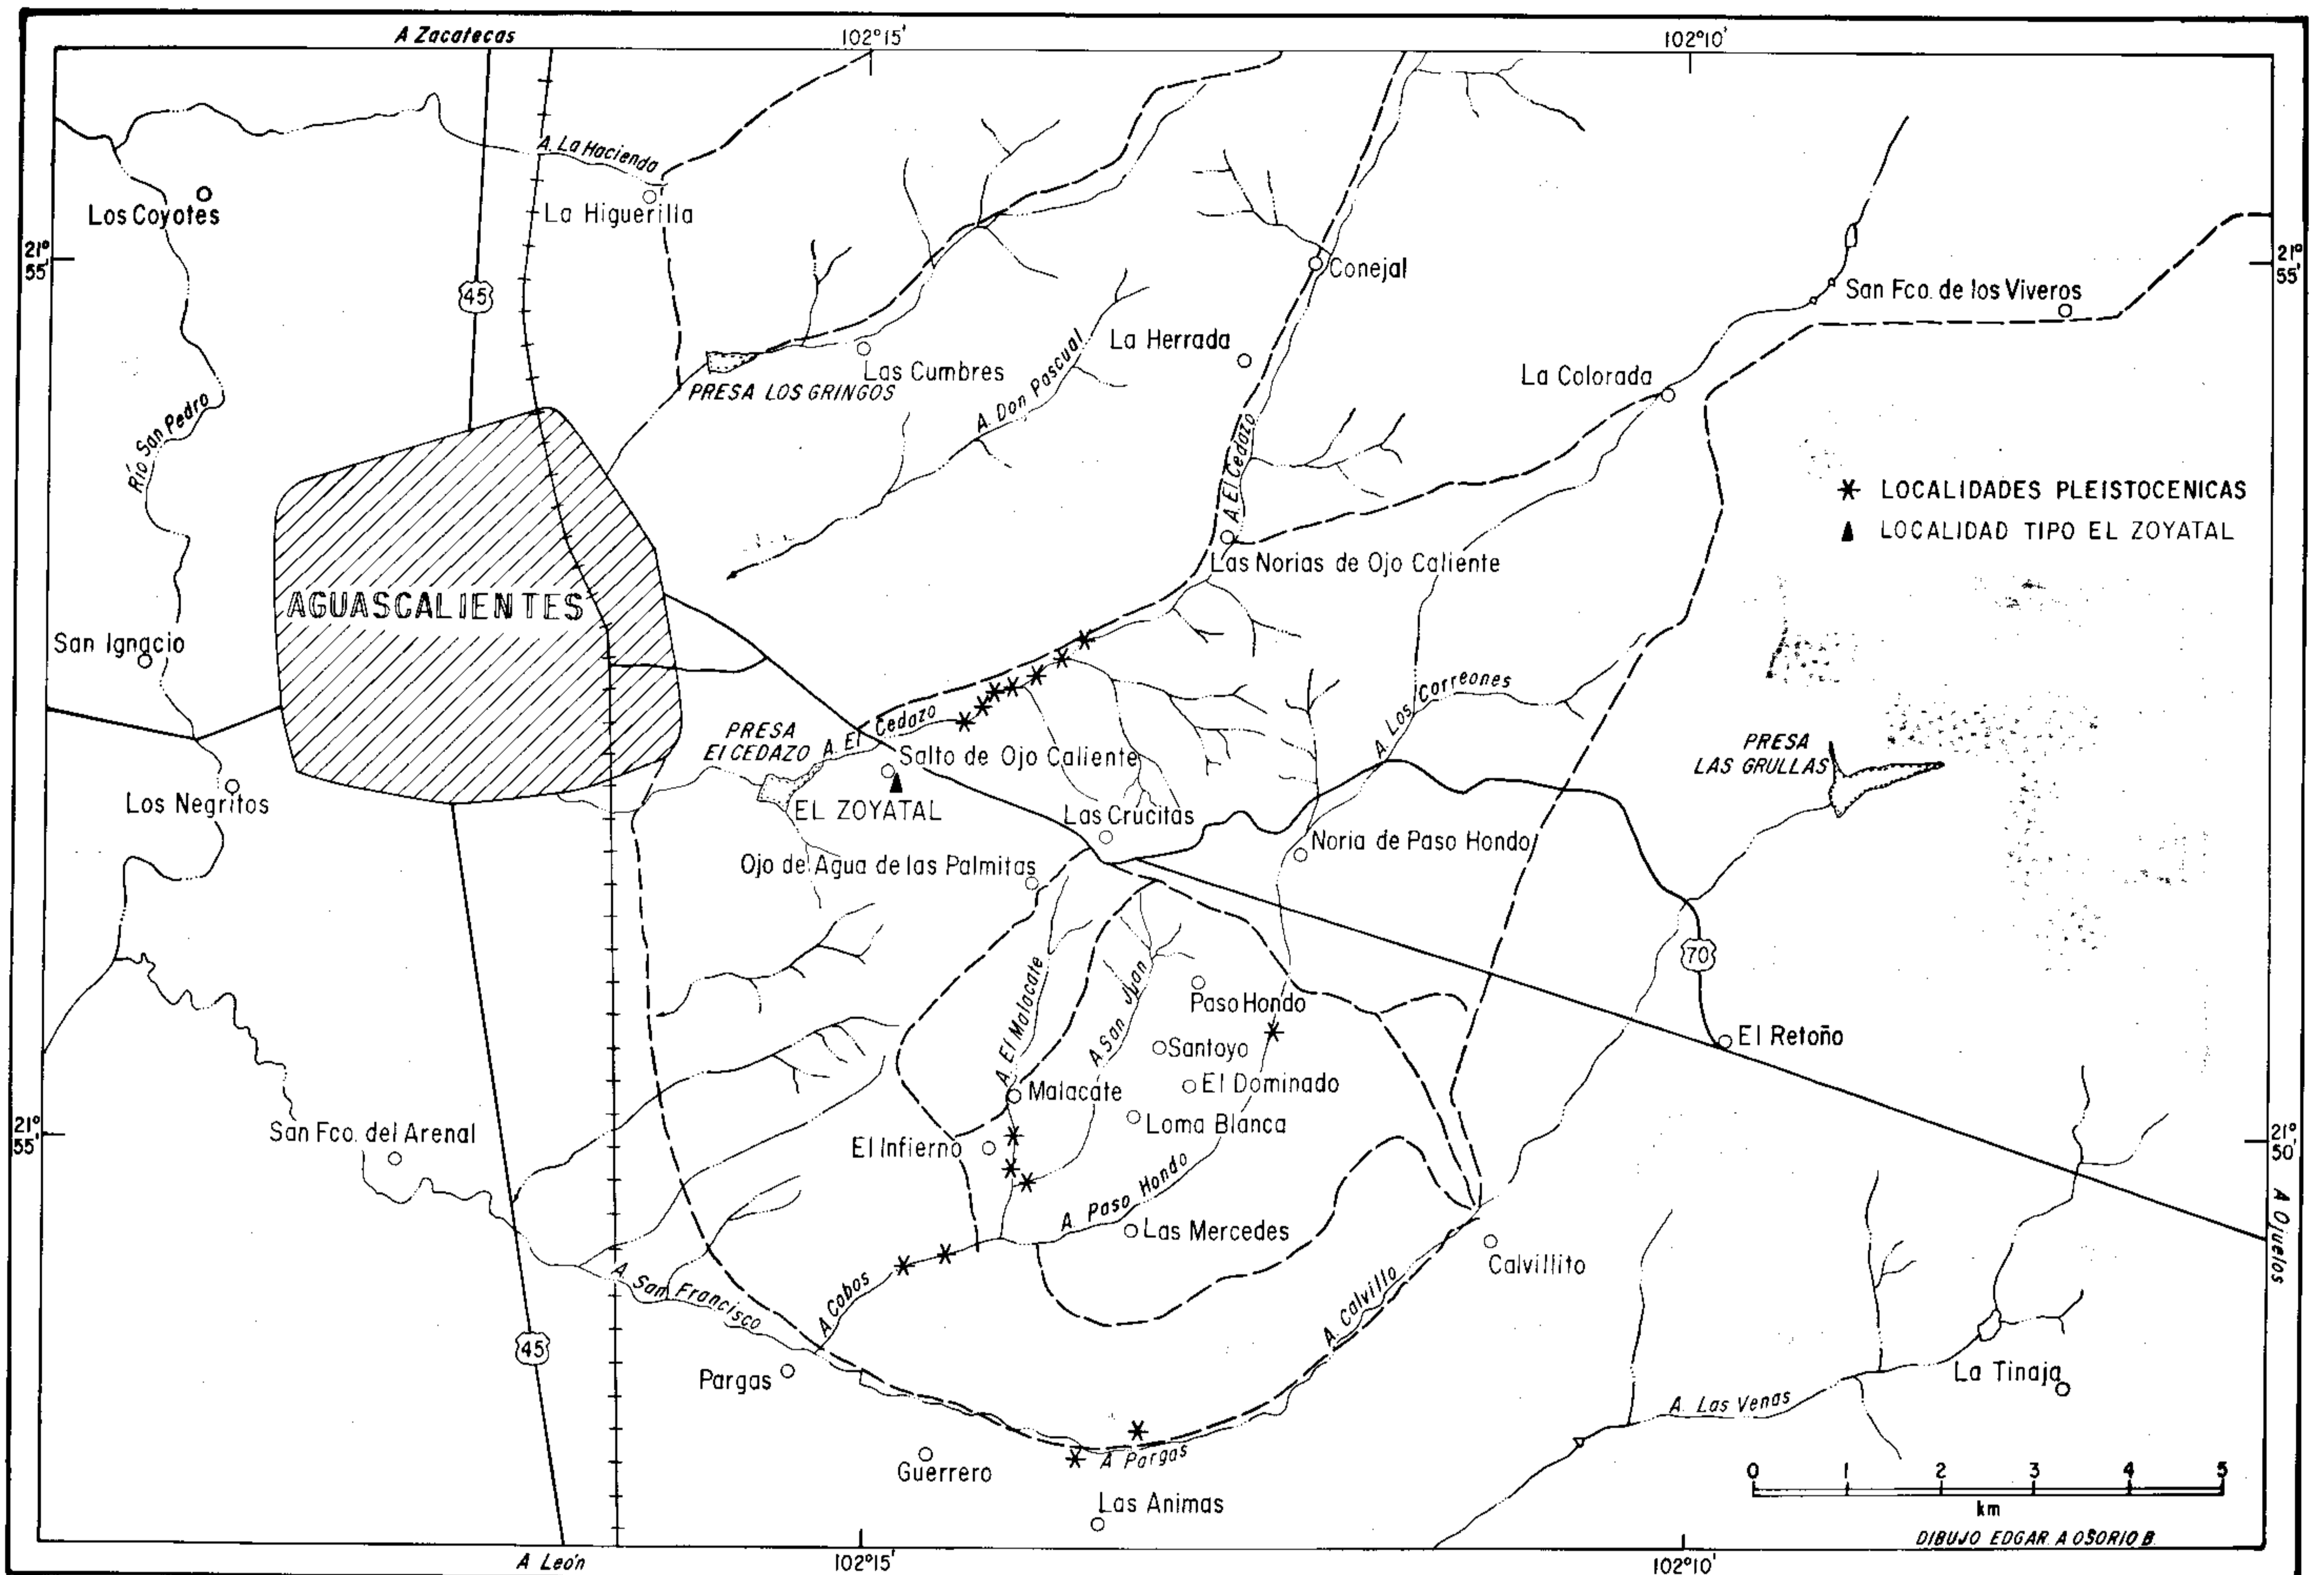 A Zacatecas
102°15'
102°10'
A. La Hacienda
Los Coyotes
La Higuerilla
21°
55'
21°
55'
Conejal
45
San Fco. de los Viveros
La Herrada
Las Cumbres
PRESA LOS GRINGOS
A. Don Pascual
La Colorada
Río San Pedro
A. El Cedazo
LOCALIDADES PLEISTOCENICAS
LOCALIDAD TIPO EL ZOYATAL
Las Norias de Ojo Caliente
AGUASCALIENTES
San Ignacio
A. Los Correones
PRESA
El CEDAZO
A. El Cedazo
Salto de Ojo Caliente
PRESA
LAS GRULLAS
Los Negritos
EL ZOYATAL
Las Crucitas
Noria de Paso Hondo
Ojo de Agua de las Palmitas
70
A. El Malacate
A San Juan
Paso Hondo
El Retoño
Santoyo
El Dominado
Malacate
Loma Blanca
21°
55'
San Fco. del Arenal
El Infierno
21°
50'
A. Paso Hondo
Las Mercedes
A Ojuelos
Calvillito
A. San Francisco
A. Cobos
A. Calvillo
45
Pargas
La Tinaja
A. Las Venas
A Pargas
Guerrero
0 1 2 3 4 5
km
Las Animas
DIBUJO EDGAR A OSORIO B.
A León
102°15'
102°10'